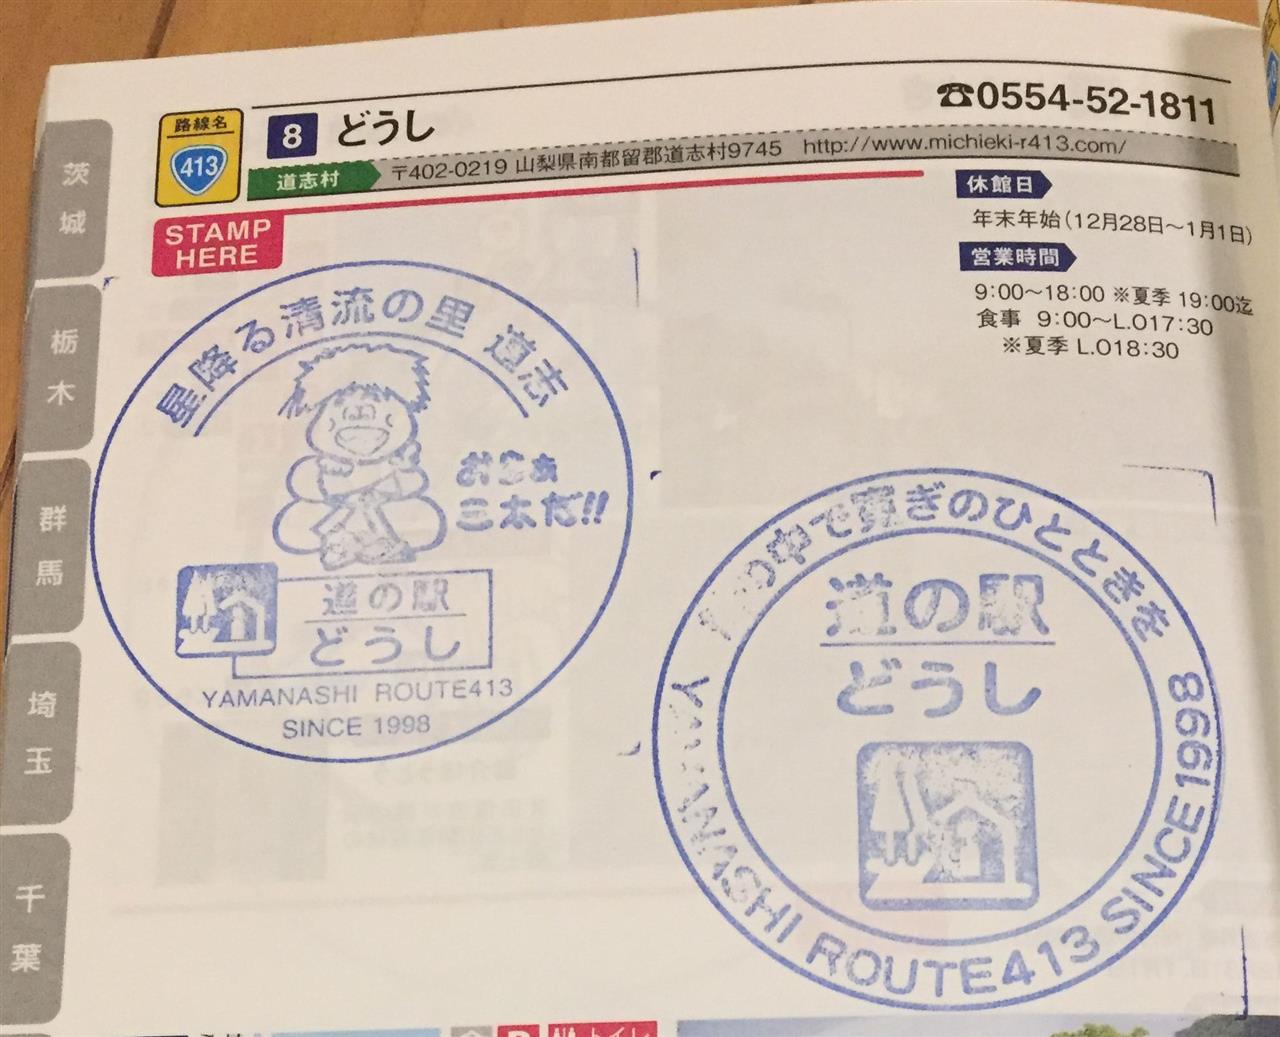 路線名
413
8 どうし
☎0554-52-1811
道志村
〒402-0219 山梨県南都留郡道志村9745 http://www.michieki-r413.com/
STAMP
HERE
休館日
年末年始(12月28日～1月1日)
営業時間
9:00～18:00 ※夏季 19:00迄
食事 9:00～L.O17:30
※夏季 L.O18:30
茨城
栃木
群馬
埼玉
千葉
星降る清流の里 道志
おらぁ
三太だ!!
道の駅
どうし
YAMANASHI ROUTE413
SINCE 1998
の中で寛ぎのひとときを
道の駅
どうし
YAMANASHI ROUTE413 SINCE1998
トイレ